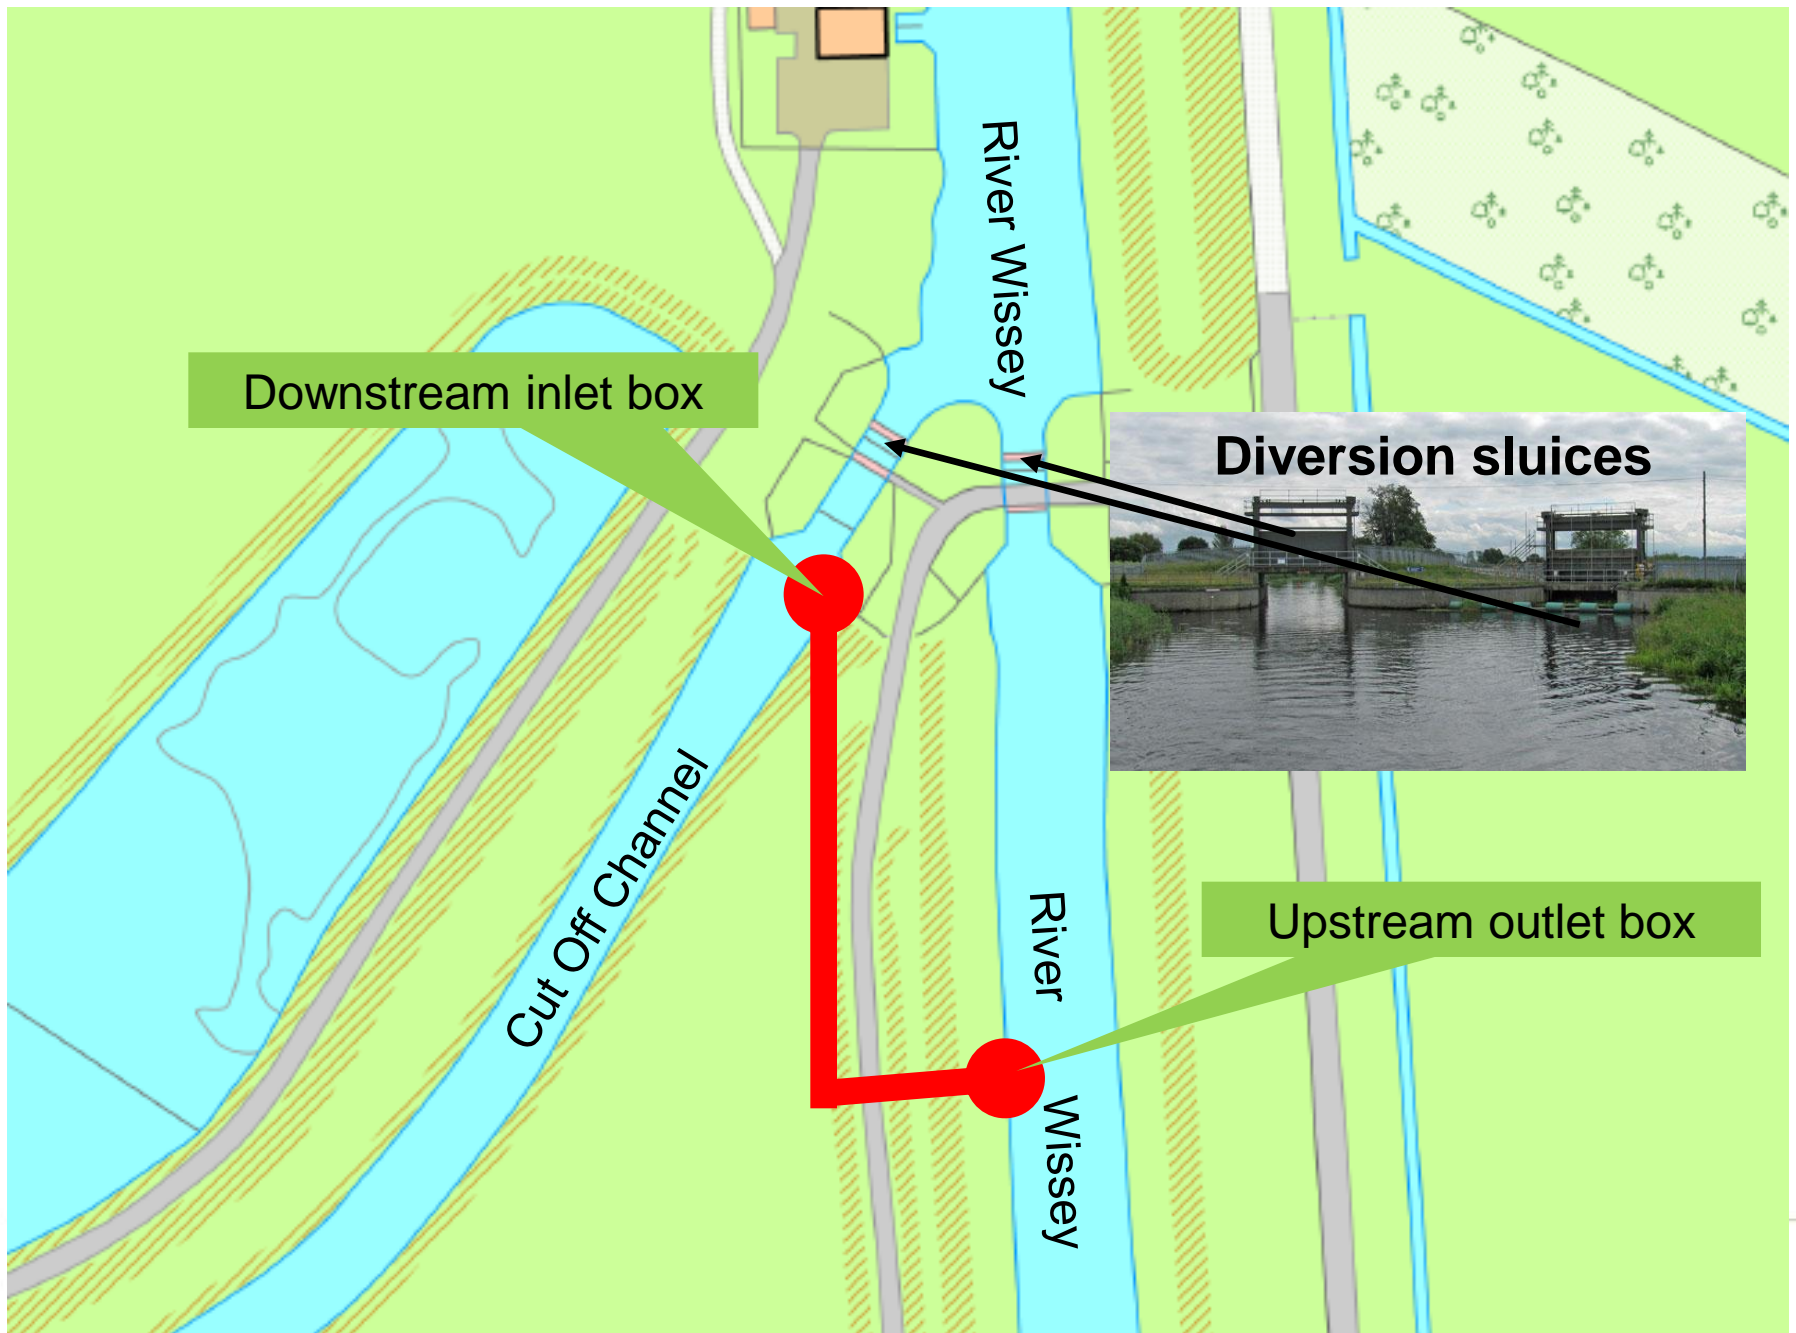 River Wissey
Downstream inlet box
Diversion sluices
Cut Off Channel
River
Wissey
Upstream outlet box